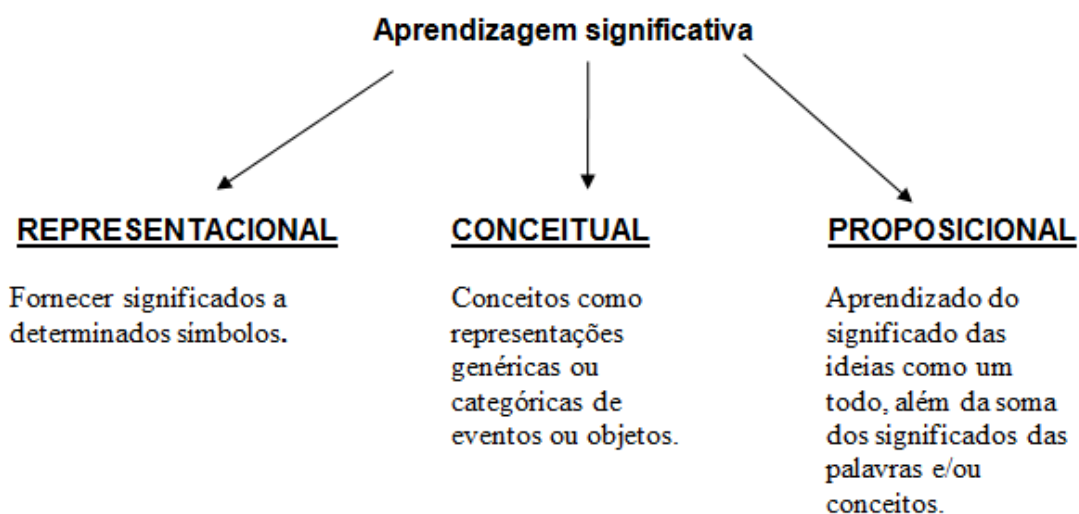 Aprendizagem significativa
REPRESENTACIONAL
Fornecer significados a
determinados símbolos.
CONCEITUAL
Conceitos como
representações
genéricas ou
categóricas de
eventos ou objetos.
PROPOSICIONAL
Aprendizado do
significado das
ideias como um
todo, além da soma
dos significados das
palavras e/ou
conceitos.